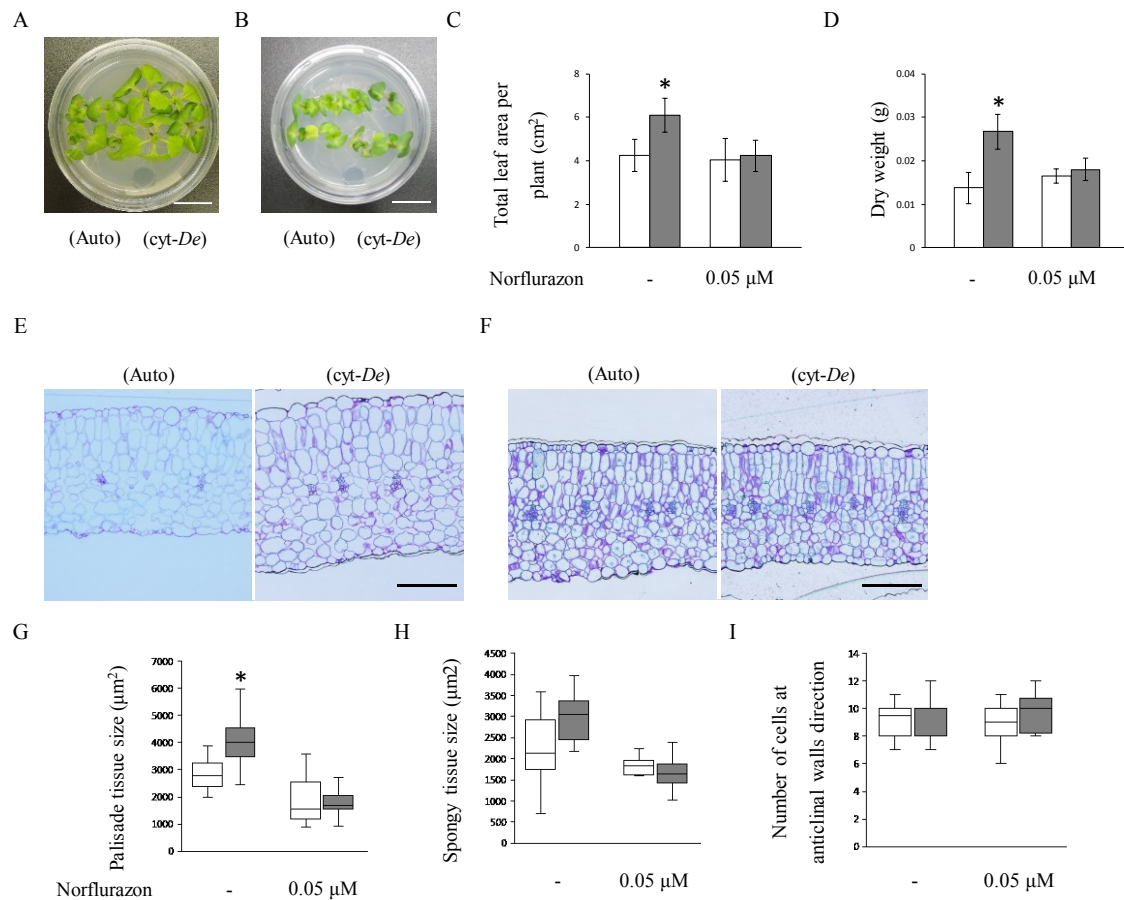 A
B
C
D
(Auto)
(cyt-De)
(Auto)
(cyt-De)
Total leaf area per
plant (cm²)
8
6
4
2
0
*
Dry weight (g)
0.04
0.03
0.02
0.01
0
*
Norflurazon
-
0.05 μM
-
0.05 μM
E
F
(Auto)
(cyt-De)
(Auto)
(cyt-De)
G
H
I
Palisade tissue size (μm²)
7000
6000
5000
4000
3000
2000
1000
0
*
Spongy tissue size (μm2)
4500
4000
3500
3000
2500
2000
1500
1000
500
0
Number of cells at
anticlinal walls direction
14
12
10
8
6
4
2
0
Norflurazon
-
0.05 μM
-
0.05 μM
-
0.05 μM